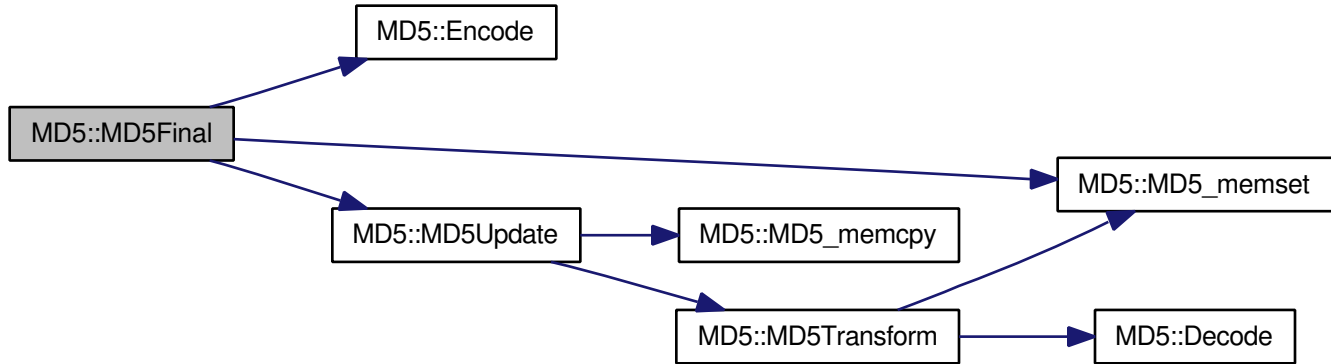 MD5::Encode
MD5::MD5Final
MD5::MD5_memset
MD5::MD5Update
MD5::MD5_memcpy
MD5::MD5Transform
MD5::Decode